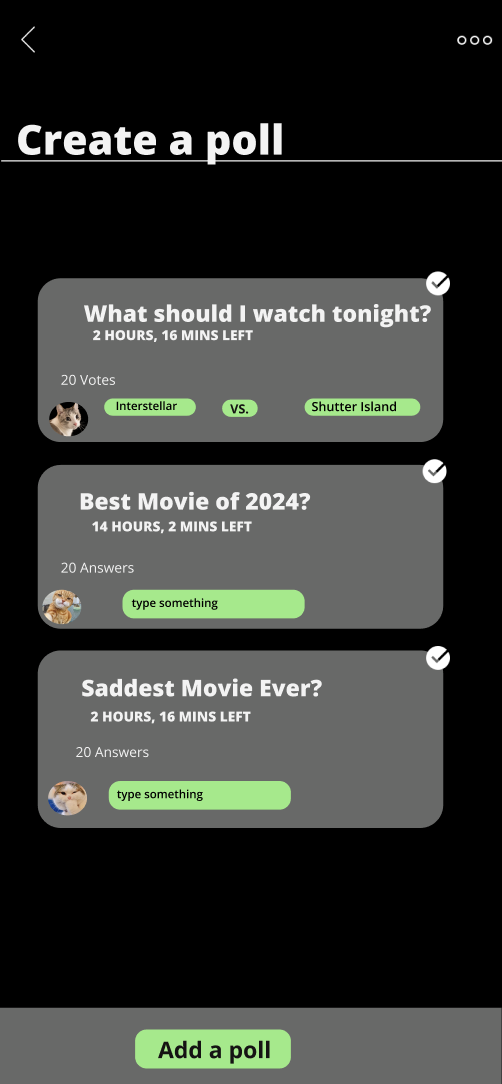 Create a poll
What should I watch tonight?
2 HOURS, 16 MINS LEFT
20 Votes
Interstellar VS. Shutter Island
Best Movie of 2024?
14 HOURS, 2 MINS LEFT
20 Answers
type something
Saddest Movie Ever?
2 HOURS, 16 MINS LEFT
20 Answers
type something
Add a poll